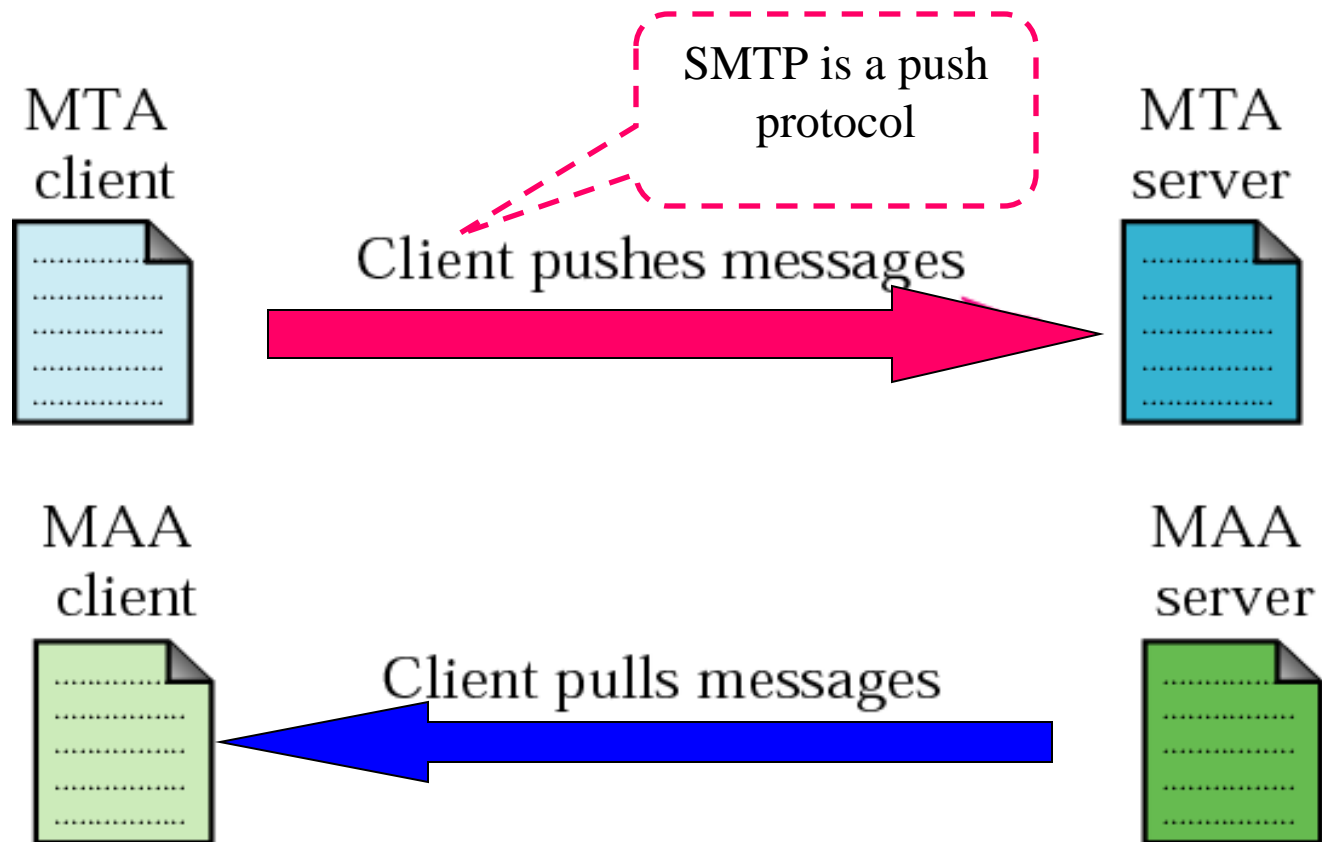 SMTP is a push
protocol
MTA
client
MTA
server
Client pushes messages
MAA
client
MAA
server
Client pulls messages